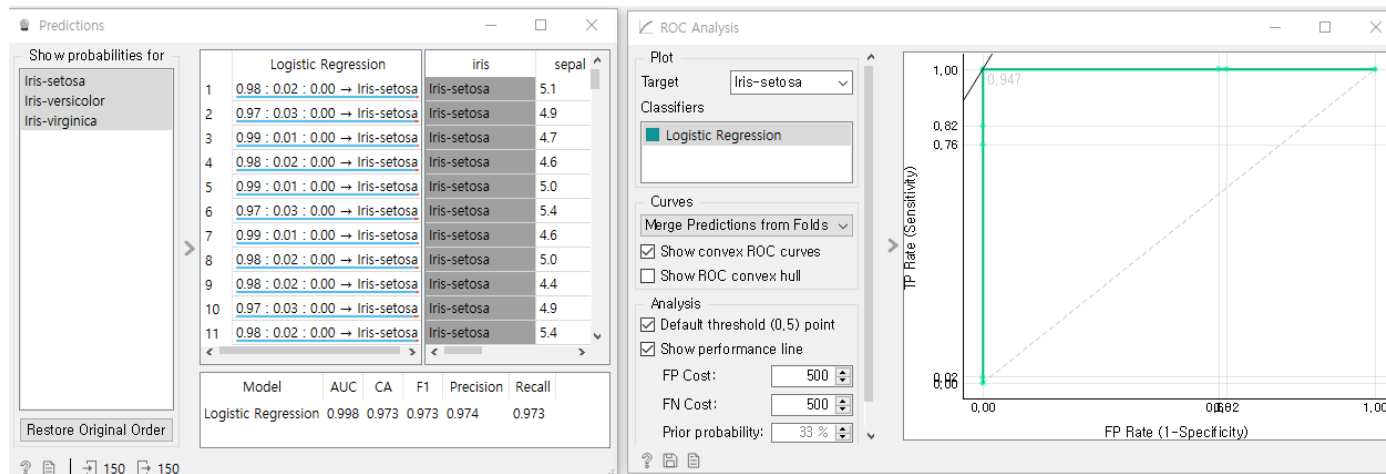 Predictions
Show probabilities for
Iris-setosa
Iris-versicolor
Iris-virginica
Restore Original Order
Logistic Regression iris sepal
1 0.98 : 0.02 : 0.00 → Iris-setosa Iris-setosa 5.1
2 0.97 : 0.03 : 0.00 → Iris-setosa Iris-setosa 4.9
3 0.99 : 0.01 : 0.00 → Iris-setosa Iris-setosa 4.7
4 0.98 : 0.02 : 0.00 → Iris-setosa Iris-setosa 4.6
5 0.99 : 0.01 : 0.00 → Iris-setosa Iris-setosa 5.0
6 0.97 : 0.03 : 0.00 → Iris-setosa Iris-setosa 5.4
7 0.99 : 0.01 : 0.00 → Iris-setosa Iris-setosa 4.6
8 0.98 : 0.02 : 0.00 → Iris-setosa Iris-setosa 5.0
9 0.98 : 0.02 : 0.00 → Iris-setosa Iris-setosa 4.4
10 0.97 : 0.03 : 0.00 → Iris-setosa Iris-setosa 4.9
11 0.98 : 0.02 : 0.00 → Iris-setosa Iris-setosa 5.4
Model AUC CA F1 Precision Recall
Logistic Regression 0.998 0.973 0.973 0.974 0.973
? 150 150
ROC Analysis
Plot
Target Iris-setosa
Classifiers
Logistic Regression
Curves
Merge Predictions from Folds
Show convex ROC curves
Show ROC convex hull
Analysis
Default threshold (0,5) point
Show performance line
FP Cost: 500
FN Cost: 500
Prior probability: 33 %
?
TP Rate (Sensitivity)
1,00
0,947
0,82
0,76
0,00 1,00
FP Rate (1-Specificity)